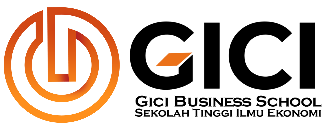 GICI
GICI BUSINESS SCHOOL
SEKOLAH TINGGI ILMU EKONOMI